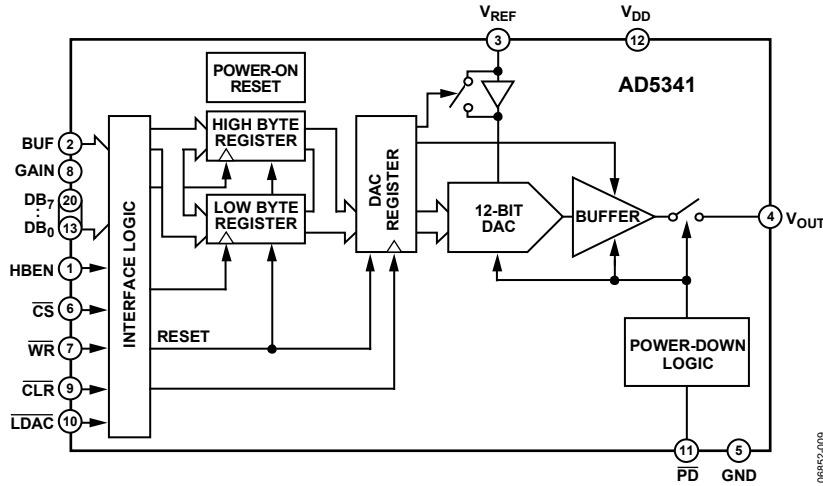 VREF
3
VDD
12
POWER-ON
RESET
AD5341
BUF 2
GAIN 8
DB7 20
DB0 13
HBEN 1
CS 6
WR 7
CLR 9
LDAC 10
INTERFACE LOGIC
HIGH BYTE
REGISTER
LOW BYTE
REGISTER
RESET
DAC
REGISTER
12-BIT
DAC
BUFFER
4 VOUT
POWER-DOWN
LOGIC
11
PD
5
GND
06852-009